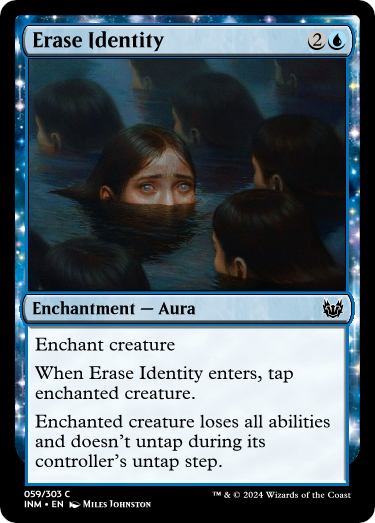 Erase Identity 2
Enchantment — Aura
Enchant creature
When Erase Identity enters, tap
enchanted creature.
Enchanted creature loses all abilities
and doesn't untap during its
controller's untap step.
059/303 C
INM • EN Miles Johnston
™ & © 2024 Wizards of the Coast